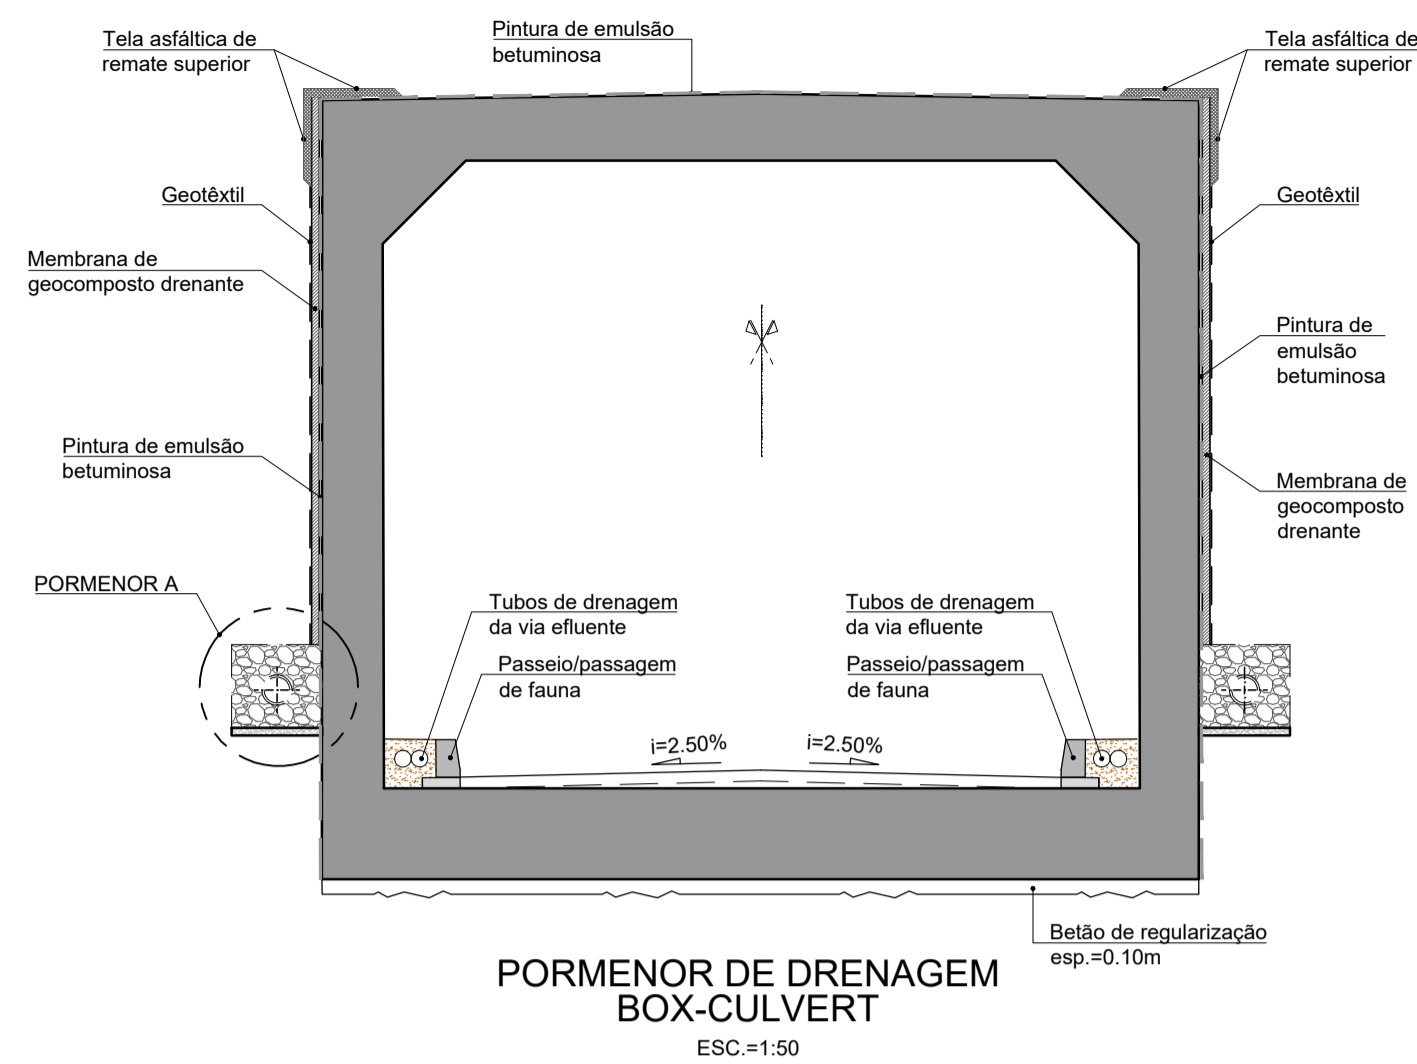 Tela asfáltica de
remate superior
Pintura de emulsão
betuminosa
Tela asfáltica de
remate superior
Geotêxtil
Geotêxtil
Membrana de
geocomposto drenante
Pintura de
emulsão
betuminosa
Pintura de emulsão
betuminosa
Membrana de
geocomposto
drenante
PORMENOR A
Tubos de drenagem
da via efluente
Tubos de drenagem
da via efluente
Passeio/passagem
de fauna
Passeio/passagem
de fauna
i=2.50%
i=2.50%
Betão de regularização
esp.=0.10m
PORMENOR DE DRENAGEM
BOX-CULVERT
ESC.=1:50